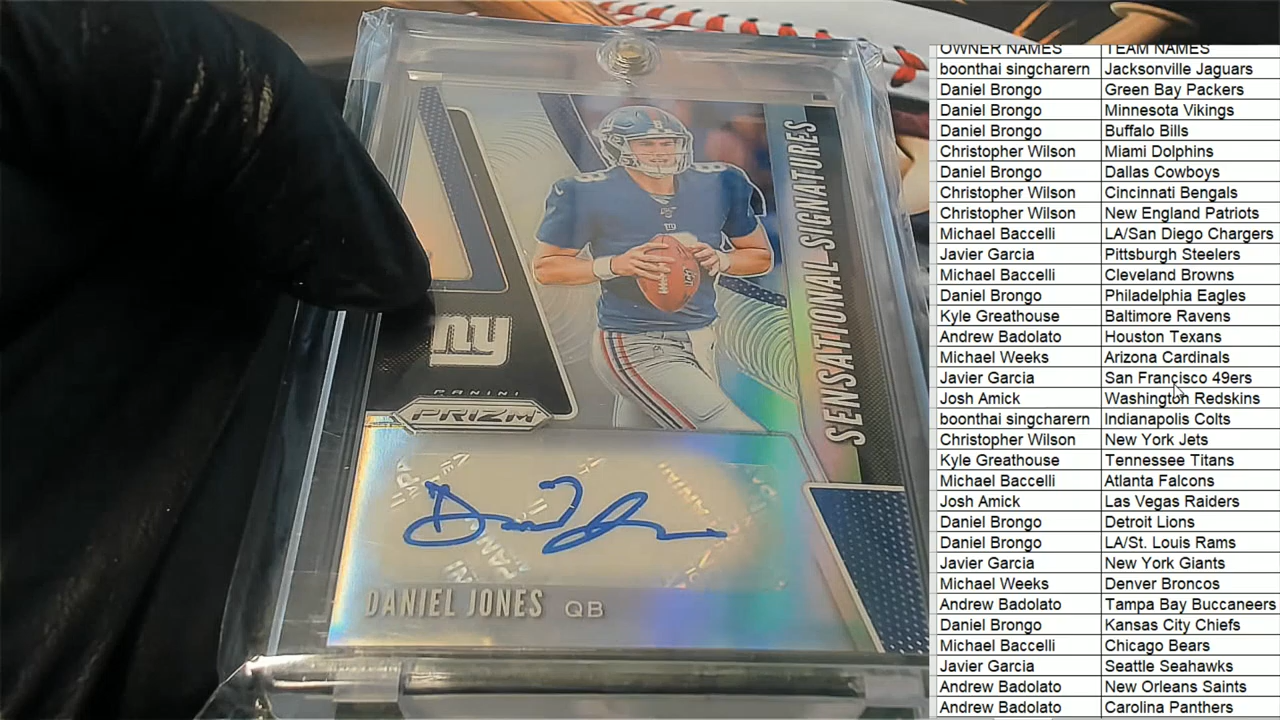 SENSATIONAL SIGNATURES
ny
PANINI
PRIZM
DANIEL JONES QB
OWNER NAMES TEAM NAMES
boonthai singcharern Jacksonville Jaguars
Daniel Brongo Green Bay Packers
Daniel Brongo Minnesota Vikings
Daniel Brongo Buffalo Bills
Christopher Wilson Miami Dolphins
Daniel Brongo Dallas Cowboys
Christopher Wilson Cincinnati Bengals
Christopher Wilson New England Patriots
Michael Baccelli LA/San Diego Chargers
Javier Garcia Pittsburgh Steelers
Michael Baccelli Cleveland Browns
Daniel Brongo Philadelphia Eagles
Kyle Greathouse Baltimore Ravens
Andrew Badolato Houston Texans
Michael Weeks Arizona Cardinals
Javier Garcia San Francisco 49ers
Josh Amick Washington Redskins
boonthai singcharern Indianapolis Colts
Christopher Wilson New York Jets
Kyle Greathouse Tennessee Titans
Michael Baccelli Atlanta Falcons
Josh Amick Las Vegas Raiders
Daniel Brongo Detroit Lions
Daniel Brongo LA/St. Louis Rams
Javier Garcia New York Giants
Michael Weeks Denver Broncos
Andrew Badolato Tampa Bay Buccaneers
Daniel Brongo Kansas City Chiefs
Michael Baccelli Chicago Bears
Javier Garcia Seattle Seahawks
Andrew Badolato New Orleans Saints
Andrew Badolato Carolina Panthers